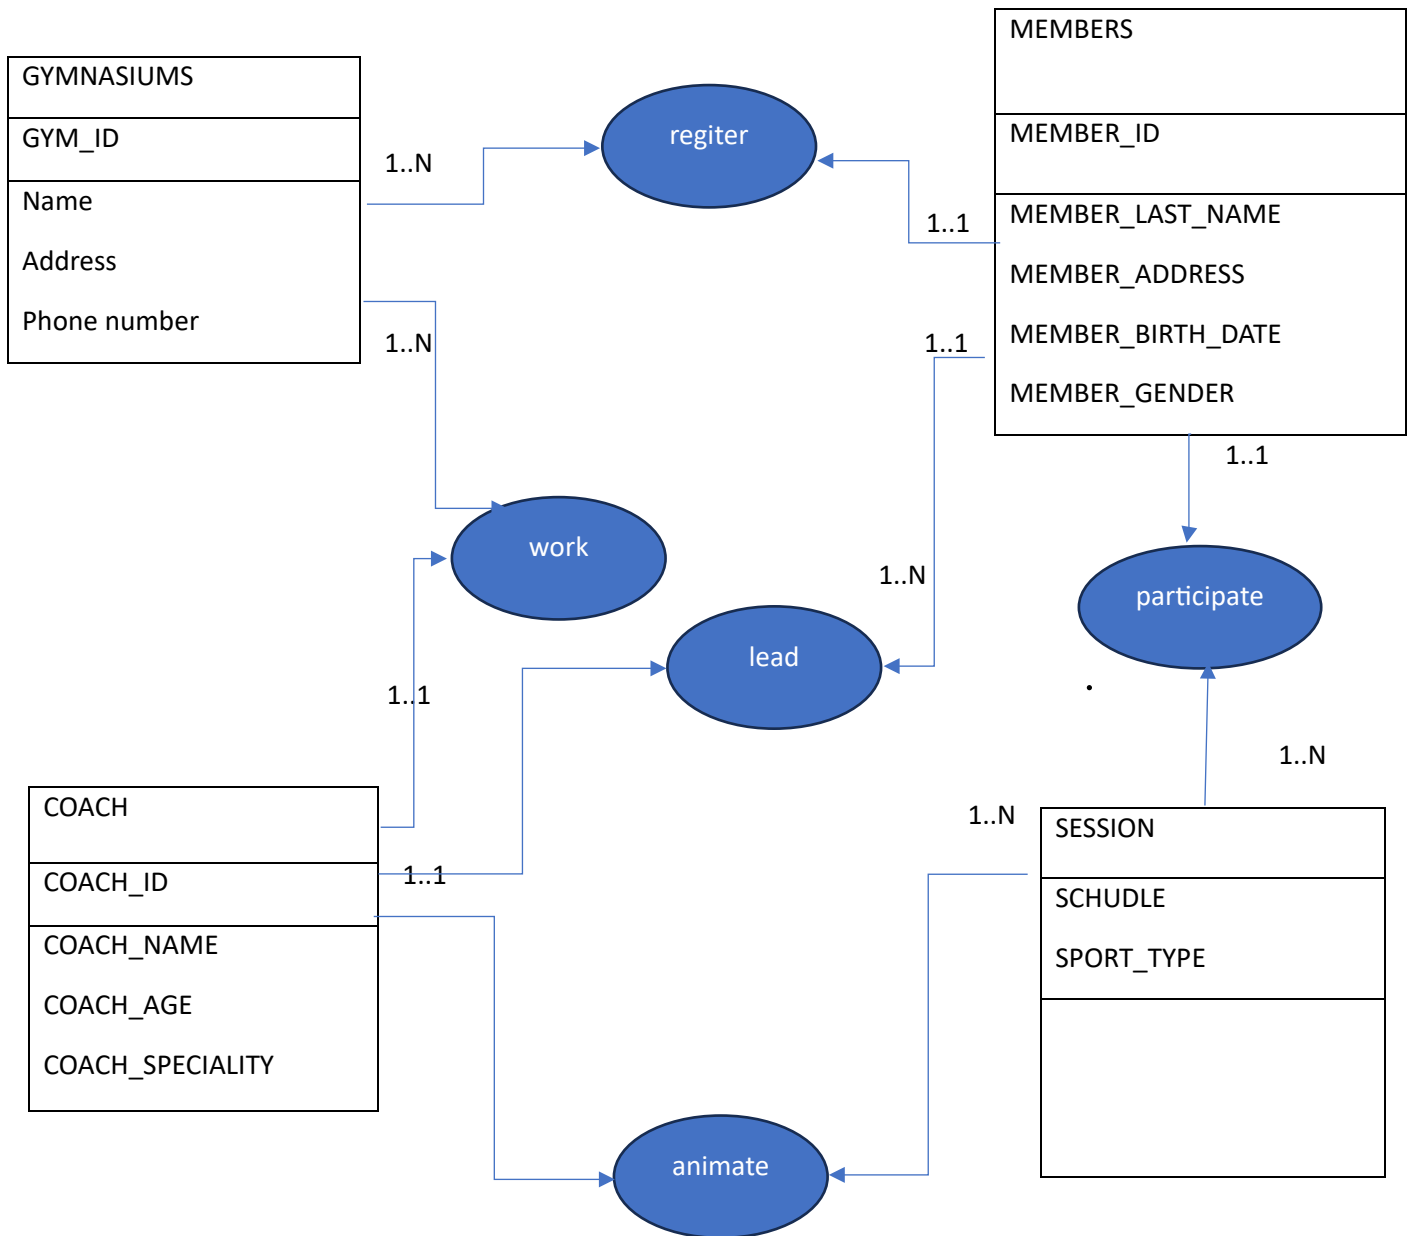 GYMNASIUMS
GYM_ID
Name
Address
Phone number
1..N
1..N
regiter
1..1
MEMBERS
MEMBER_ID
MEMBER_LAST_NAME
MEMBER_ADDRESS
MEMBER_BIRTH_DATE
MEMBER_GENDER
1..1
1..1
work
1..N
lead
participate
1..1
1..N
COACH
COACH_ID
COACH_NAME
COACH_AGE
COACH_SPECIALITY
1..1
1..N
SESSION
SCHUDLE
SPORT_TYPE
animate